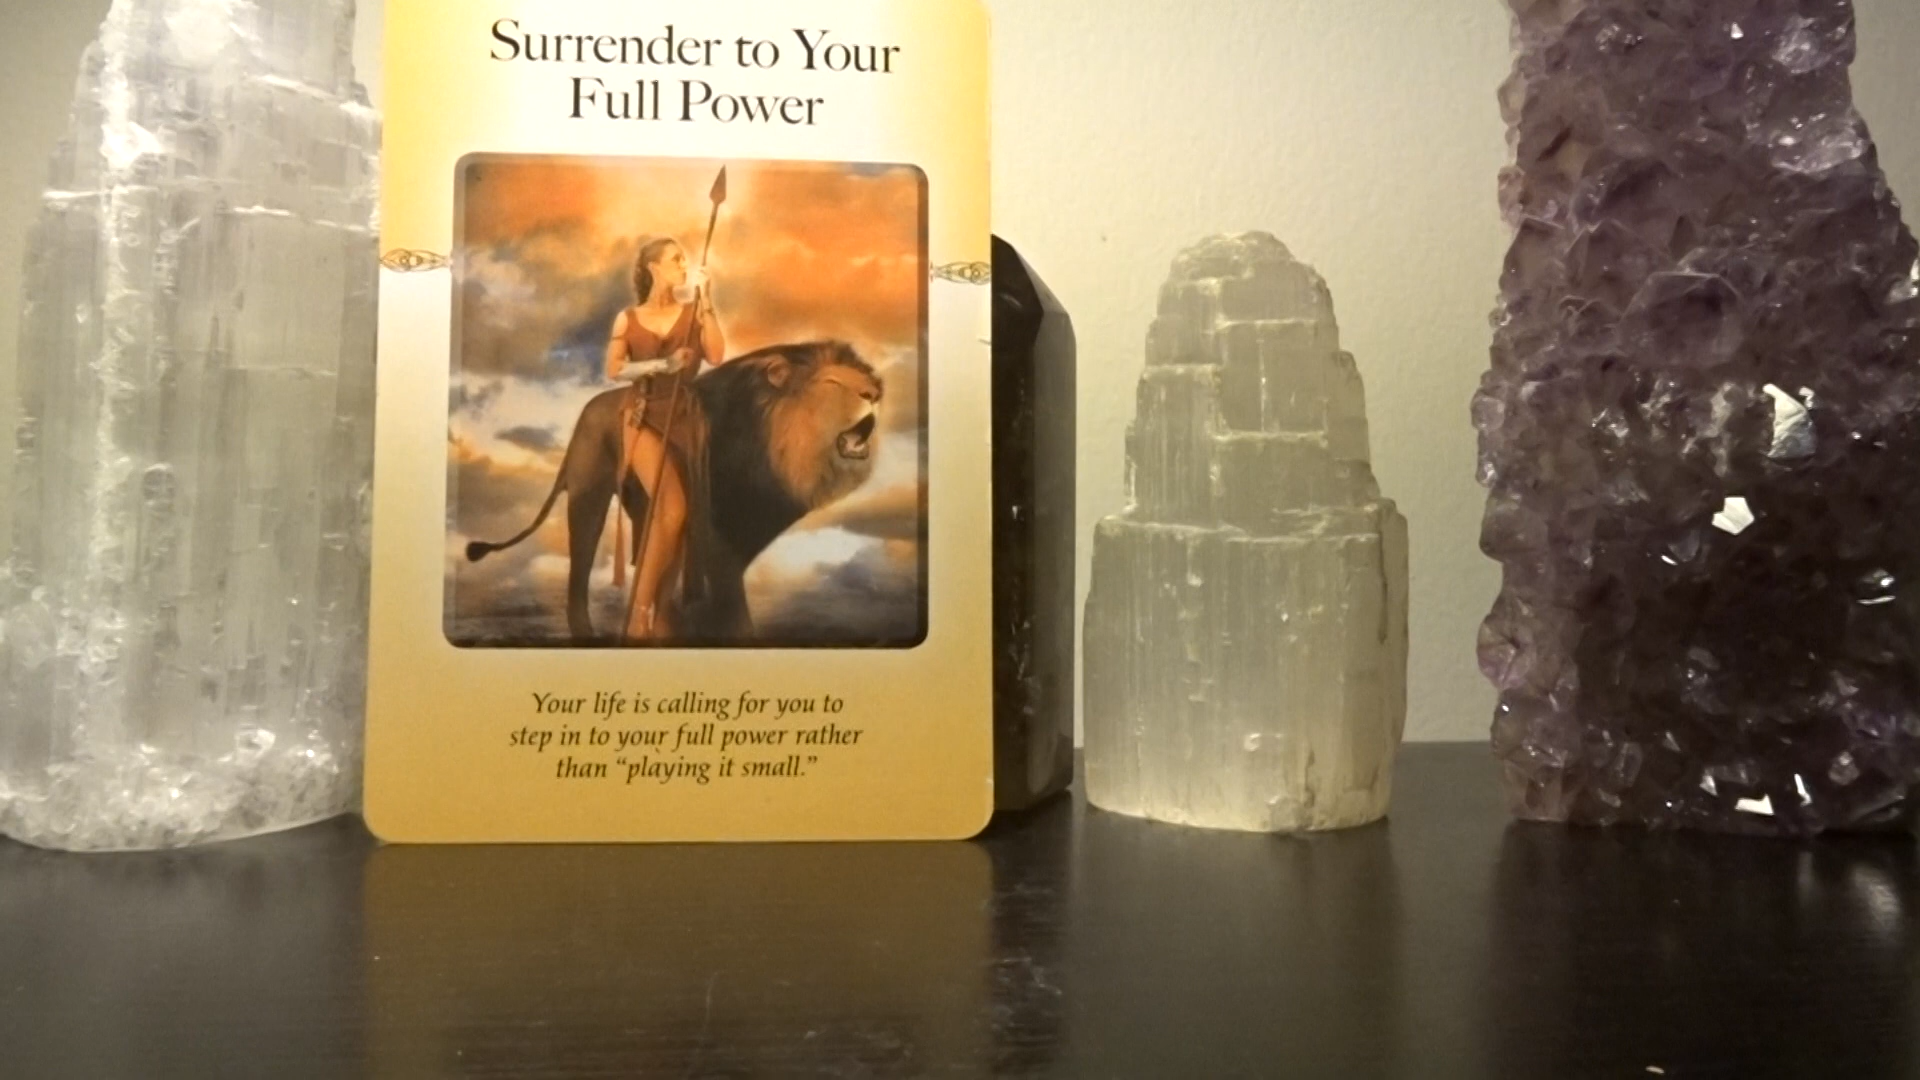 Surrender to Your
Full Power
Your life is calling for you to
step in to your full power rather
than “playing it small.”